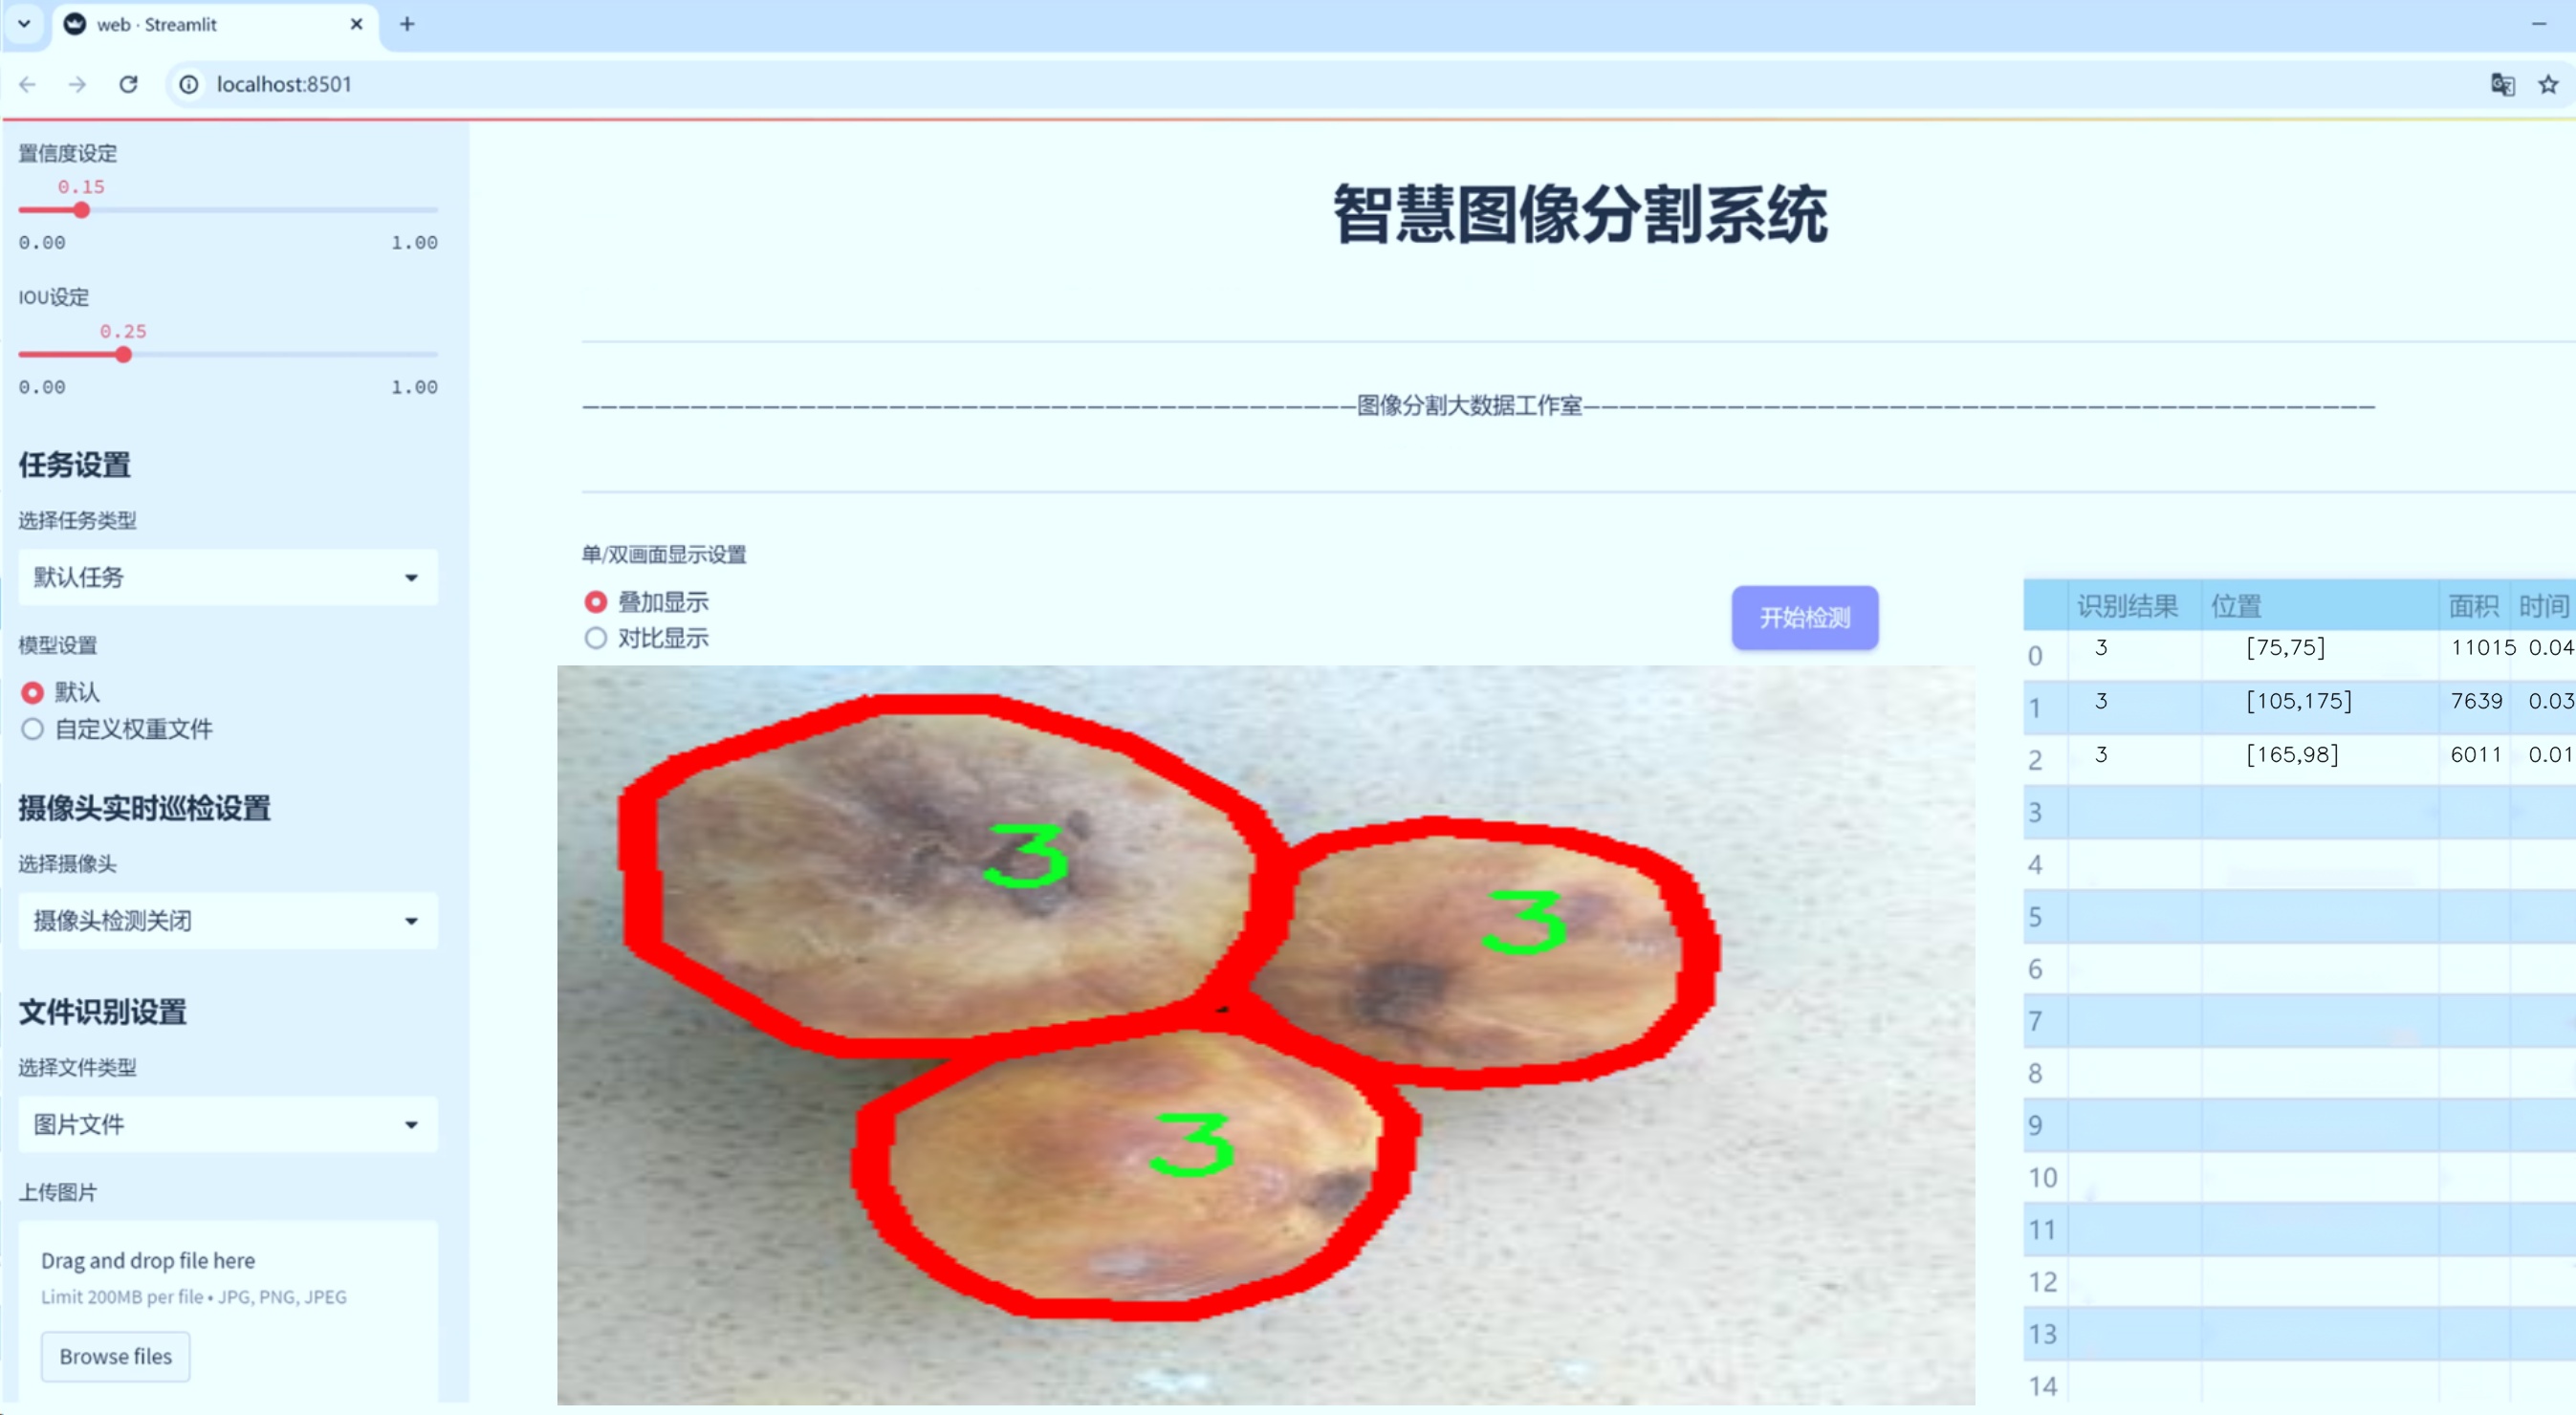 web · Streamlit
localhost:8501
置信度设定
0.15
0.00 1.00
IOU设定
0.25
0.00 1.00
任务设置
选择任务类型
默认任务
模型设置
默认
自定义权重文件
摄像头实时巡检设置
选择摄像头
摄像头检测关闭
文件识别设置
选择文件类型
图片文件
上传图片
Drag and drop file here
Limit 200MB per file • JPG, PNG, JPEG
Browse files
智慧图像分割系统
———————————————————————————————————————————图像分割大数据工作室————————————————————————————————————————————
单/双画面显示设置
叠加显示
对比显示
开始检测
3
3
3
识别结果 位置 面积 时间
0 3 [75,75] 11015 0.04
1 3 [105,175] 7639 0.03
2 3 [165,98] 6011 0.01
3
4
5
6
7
8
9
10
11
12
13
14